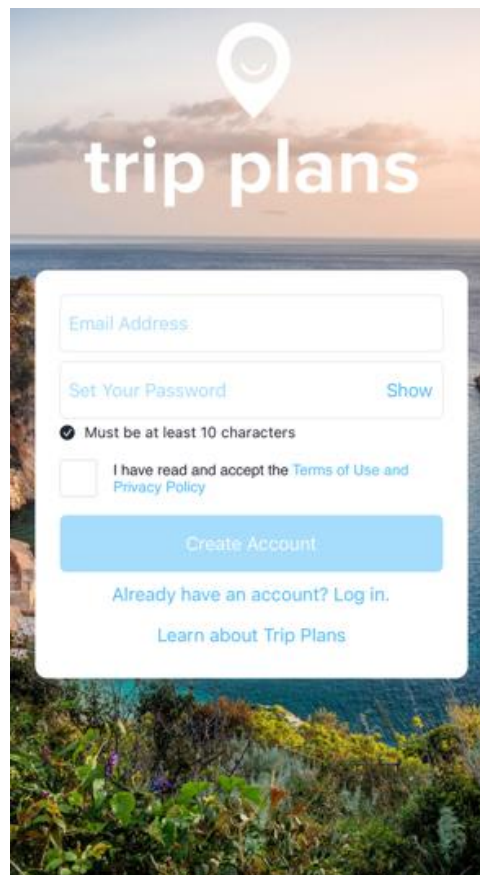 trip plans
Email Address
Set Your Password Show
Must be at least 10 characters
I have read and accept the Terms of Use and
Privacy Policy
Create Account
Already have an account? Log in.
Learn about Trip Plans